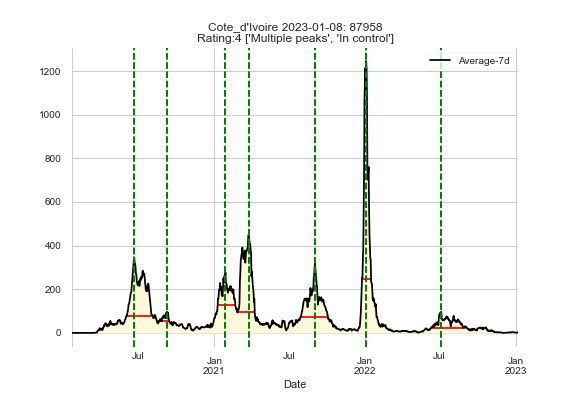 Cote_d'Ivoire 2023-01-08: 87958
Rating:4 ['Multiple peaks', 'In control']
Average-7d
1200
1000
800
600
400
200
0
Jul
Jan
2021
Jul
Jan
2022
Jul
Jan
2023
Date